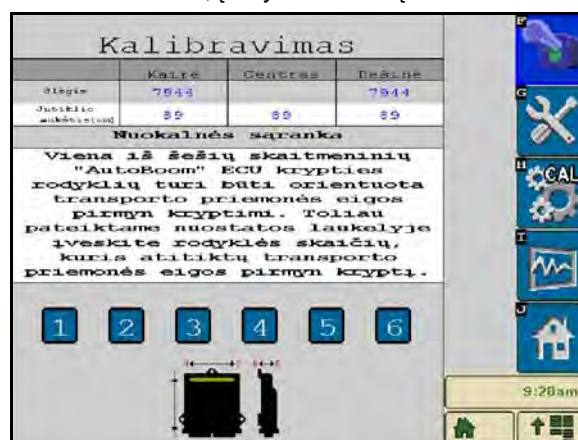 Kalibravimas
Kairė Centras Dešinė
Slėgis 7944 7944
Jutiklio
aukštis(cm) 89 89 89
Nuokalnės sąranka
Viena iš šešių skaitmeninių
"AutoBoom" ECU krypties
rodyklių turi būti orientuota
transporto priemonės eigos
pirmyn kryptimi. Toliau
pateiktame nuostatos laukelyje
įveskite rodyklės skaičių,
kuris atitiktų transporto
priemonės eigos pirmyn kryptį.
1 2 3 4 5 6
F
G
H
CAL
I
J
9:20am